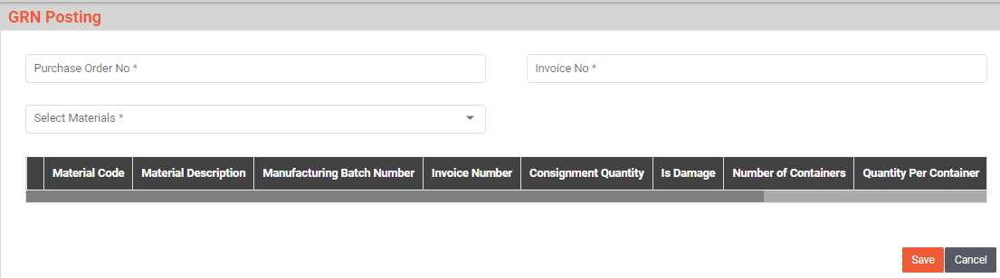 GRN Posting
Purchase Order No * Invoice No *
Select Materials *
Material Code Material Description Manufacturing Batch Number Invoice Number Consignment Quantity Is Damage Number of Containers Quantity Per Container
Save Cancel